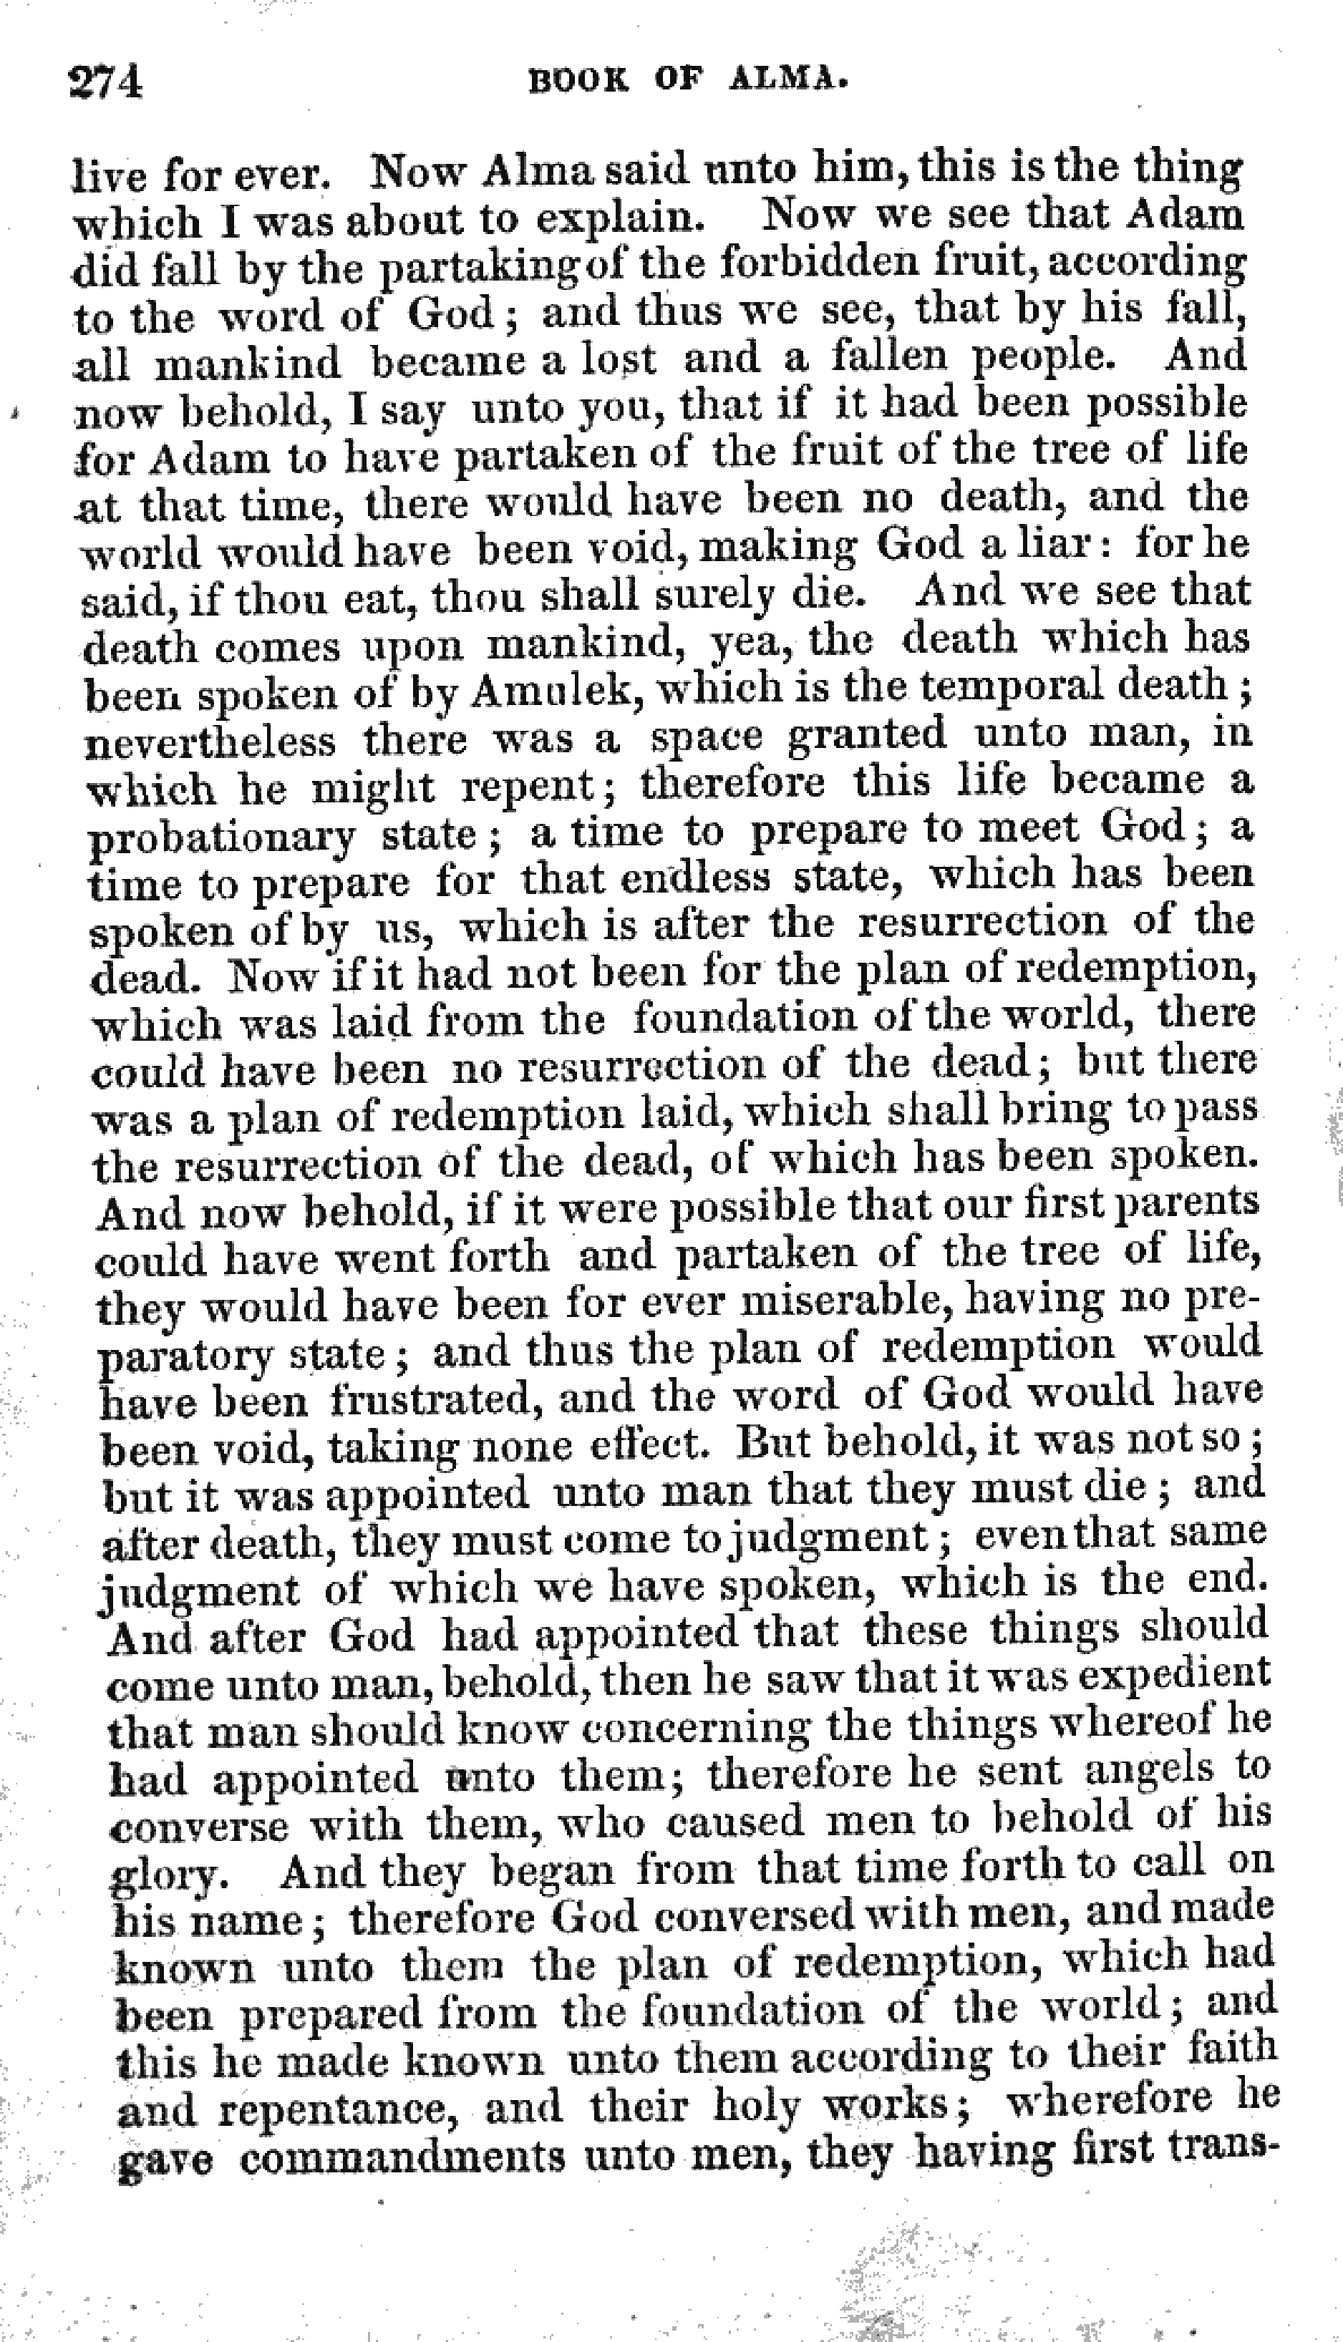 274 BOOK OF ALMA.
live for ever. Now Alma said unto him, this is the thing
which I was about to explain. Now we see that Adam
did fall by the partaking of the forbidden fruit, according
to the word of God; and thus we see, that by his fall,
all mankind became a lost and a fallen people. And
now behold, I say unto you, that if it had been possible
for Adam to have partaken of the fruit of the tree of life
at that time, there would have been no death, and the
world would have been void, making God a liar: for he
said, if thou eat, thou shall surely die. And we see that
death comes upon mankind, yea, the death which has
been spoken of by Amulek, which is the temporal death;
nevertheless there was a space granted unto man, in
which he might repent; therefore this life became a
probationary state; a time to prepare to meet God; a
time to prepare for that endless state, which has been
spoken of by us, which is after the resurrection of the
dead. Now if it had not been for the plan of redemption,
which was laid from the foundation of the world, there
could have been no resurrection of the dead; but there
was a plan of redemption laid, which shall bring to pass
the resurrection of the dead, of which has been spoken.
And now behold, if it were possible that our first parents
could have went forth and partaken of the tree of life,
they would have been for ever miserable, having no pre-
paratory state; and thus the plan of redemption would
have been frustrated, and the word of God would have
been void, taking none effect. But behold, it was not so;
but it was appointed unto man that they must die; and
after death, they must come to judgment; even that same
judgment of which we have spoken, which is the end.
And after God had appointed that these things should
come unto man, behold, then he saw that it was expedient
that man should know concerning the things whereof he
had appointed unto them; therefore he sent angels to
converse with them, who caused men to behold of his
glory. And they began from that time forth to call on
his name; therefore God conversed with men, and made
known unto them the plan of redemption, which had
been prepared from the foundation of the world; and
this he made known unto them according to their faith
and repentance, and their holy works; wherefore he
gave commandments unto men, they having first trans-